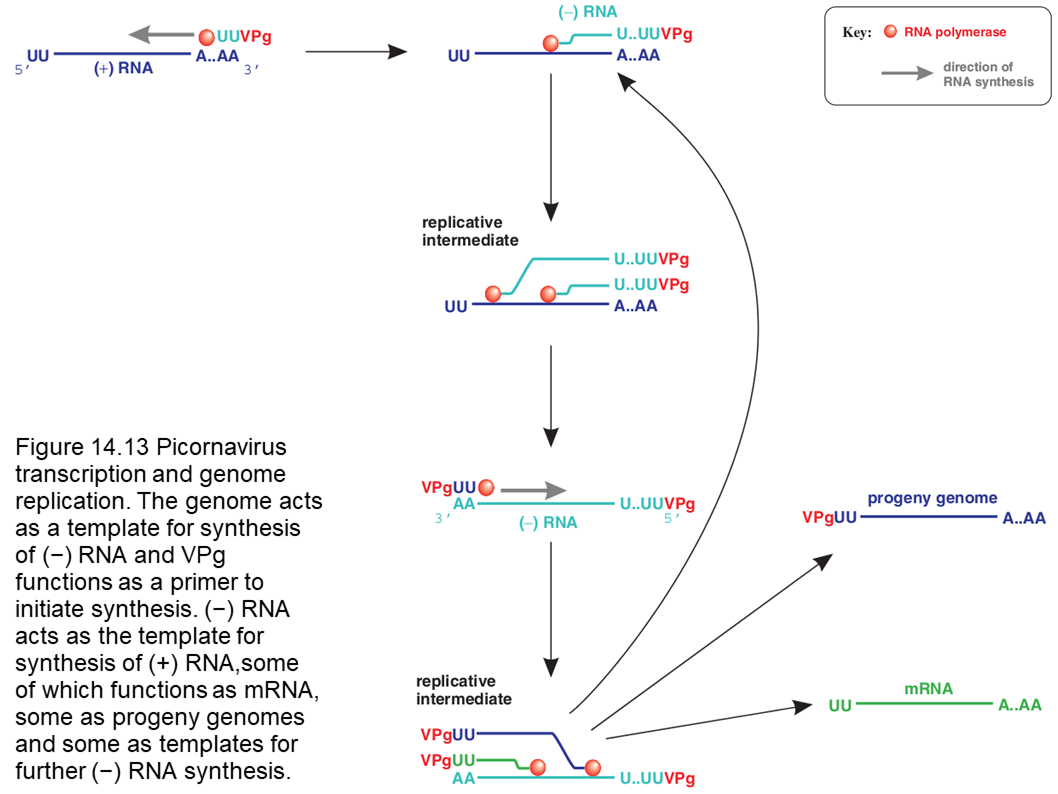 UUVPg
UU
A..AA
5′
(+) RNA
3′
(−) RNA
U..UUVPg
UU
A..AA
Key:
RNA polymerase
direction of
RNA synthesis
replicative
intermediate
U..UUVPg
U..UUVPg
UU
A..AA
Figure 14.13 Picornavirus
transcription and genome
replication. The genome acts
as a template for synthesis
of (−) RNA and VPg
functions as a primer to
initiate synthesis. (−) RNA
acts as the template for
synthesis of (+) RNA,some
of which functions as mRNA,
some as progeny genomes
and some as templates for
further (−) RNA synthesis.
VPgUU
AA
U..UUVPg
3′
(−) RNA
5′
progeny genome
VPgUU
A..AA
replicative
intermediate
mRNA
UU
A..AA
VPgUU
VPgUU
AA
U..UUVPg